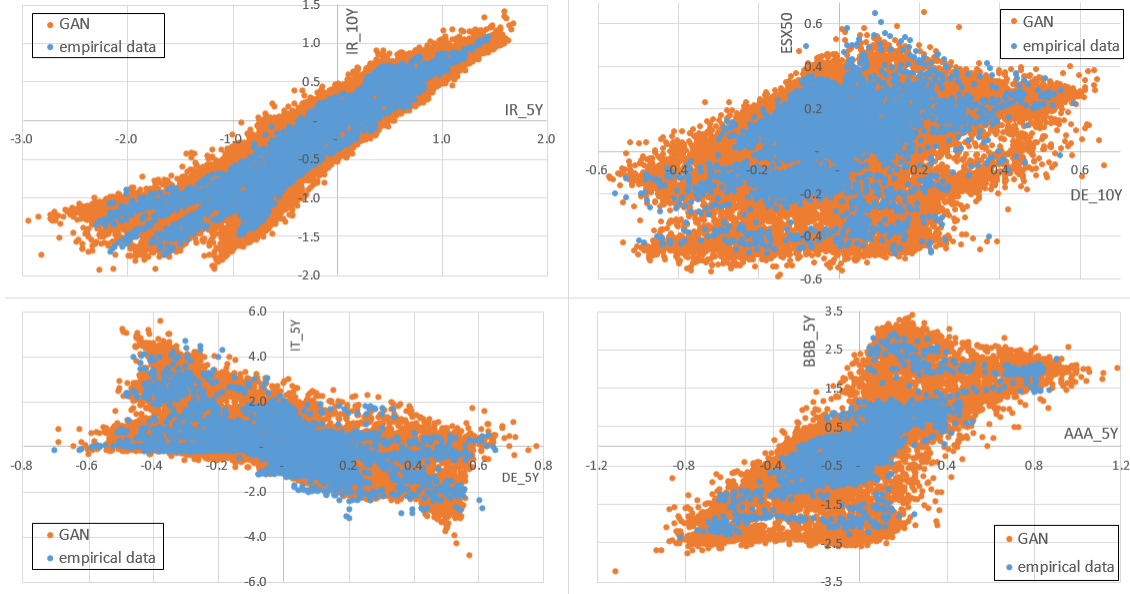 GAN
empirical data
IR_10Y
1.5
1.0
0.5
-
IR_5Y
-3.0 -2.0 -1.0 1.0 2.0
-0.5
-1.0
-1.5
-2.0
GAN
empirical data
ESX50
0.6
0.4
0.2
-
-0.6 -0.4 -0.2 - 0.2 0.4 0.6
DE_10Y
-0.2
-0.4
-0.6
IT_5Y
6.0
4.0
2.0
-
-0.8 -0.6 -0.4 -0.2 - 0.2 0.4 0.6 0.8
DE_5Y
-2.0
-4.0
-6.0
GAN
empirical data
BBB_5Y
3.5
2.5
1.5
0.5
AAA_5Y
-1.2 -0.8 -0.4 - 0.4 0.8 1.2
-0.5
-1.5
-2.5
-3.5
GAN
empirical data